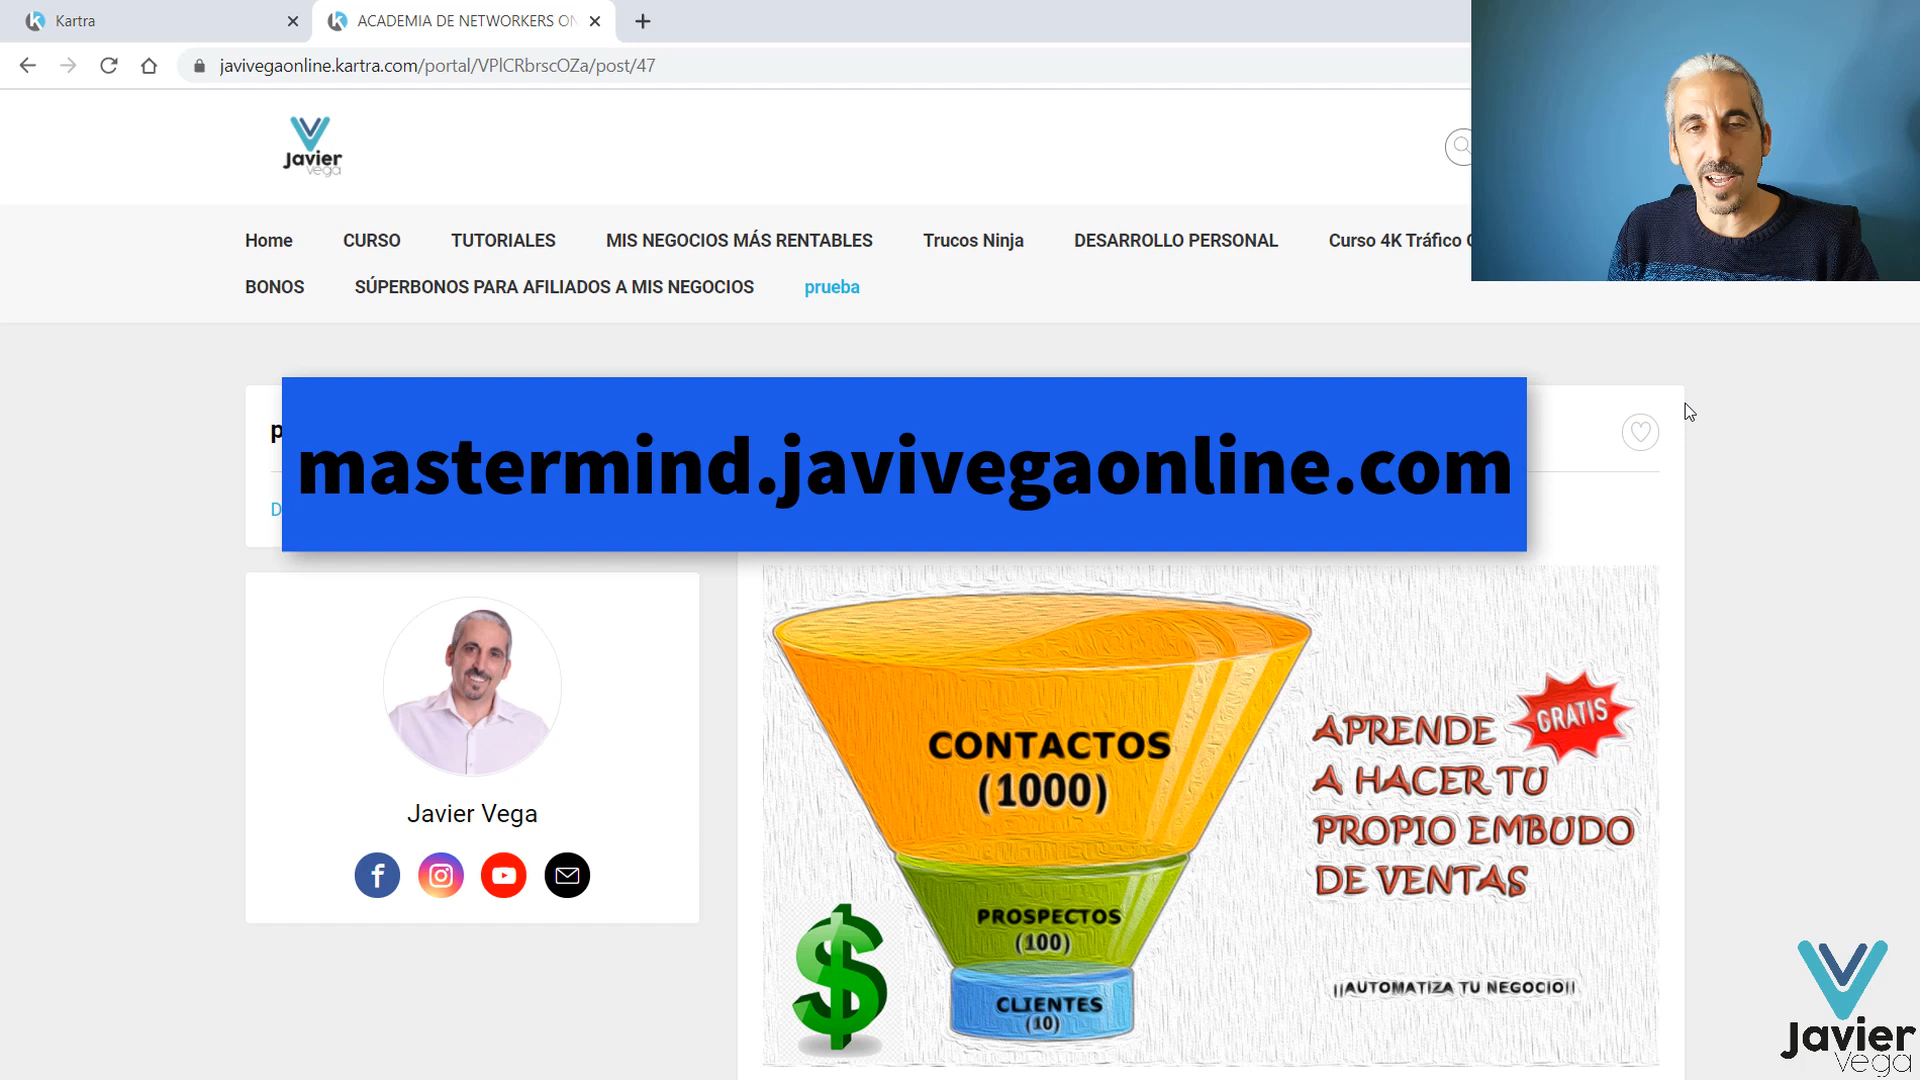 Kartra
ACADEMIA DE NETWORKERS ON
javivegaonline.kartra.com/portal/VPlCRbrscOZa/post/47
Javier
vega
Home CURSO TUTORIALES MIS NEGOCIOS MÁS RENTABLES Trucos Ninja DESARROLLO PERSONAL Curso 4K Tráfico
BONOS SÚPERBONOS PARA AFILIADOS A MIS NEGOCIOS prueba
mastermind.javivegaonline.com
Javier Vega
CONTACTOS
(1000)
PROSPECTOS
(100)
CLIENTES
(10)
GRATIS
APRENDE
A HACER TU
PROPIO EMBUDO
DE VENTAS
¡¡AUTOMATIZA TU NEGOCIO!!
Javier
vega